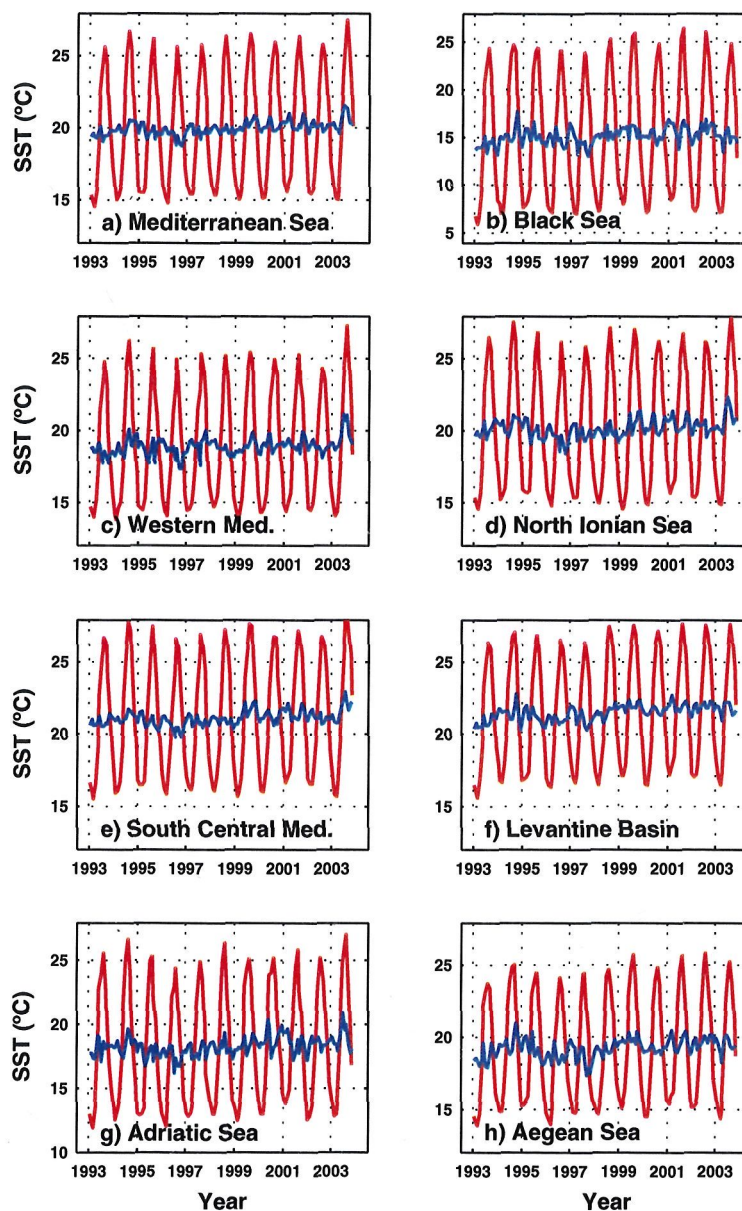 SST (ºC)
25
20
15
a) Mediterranean Sea
1993 1995 1997 1999 2001 2003
25
20
15
10
5
b) Black Sea
1993 1995 1997 1999 2001 2003
SST (ºC)
25
20
15
c) Western Med.
1993 1995 1997 1999 2001 2003
25
20
15
d) North Ionian Sea
1993 1995 1997 1999 2001 2003
SST (ºC)
25
20
15
e) South Central Med.
1993 1995 1997 1999 2001 2003
25
20
15
f) Levantine Basin
1993 1995 1997 1999 2001 2003
SST (ºC)
25
20
15
10
g) Adriatic Sea
1993 1995 1997 1999 2001 2003
Year
25
20
15
h) Aegean Sea
1993 1995 1997 1999 2001 2003
Year